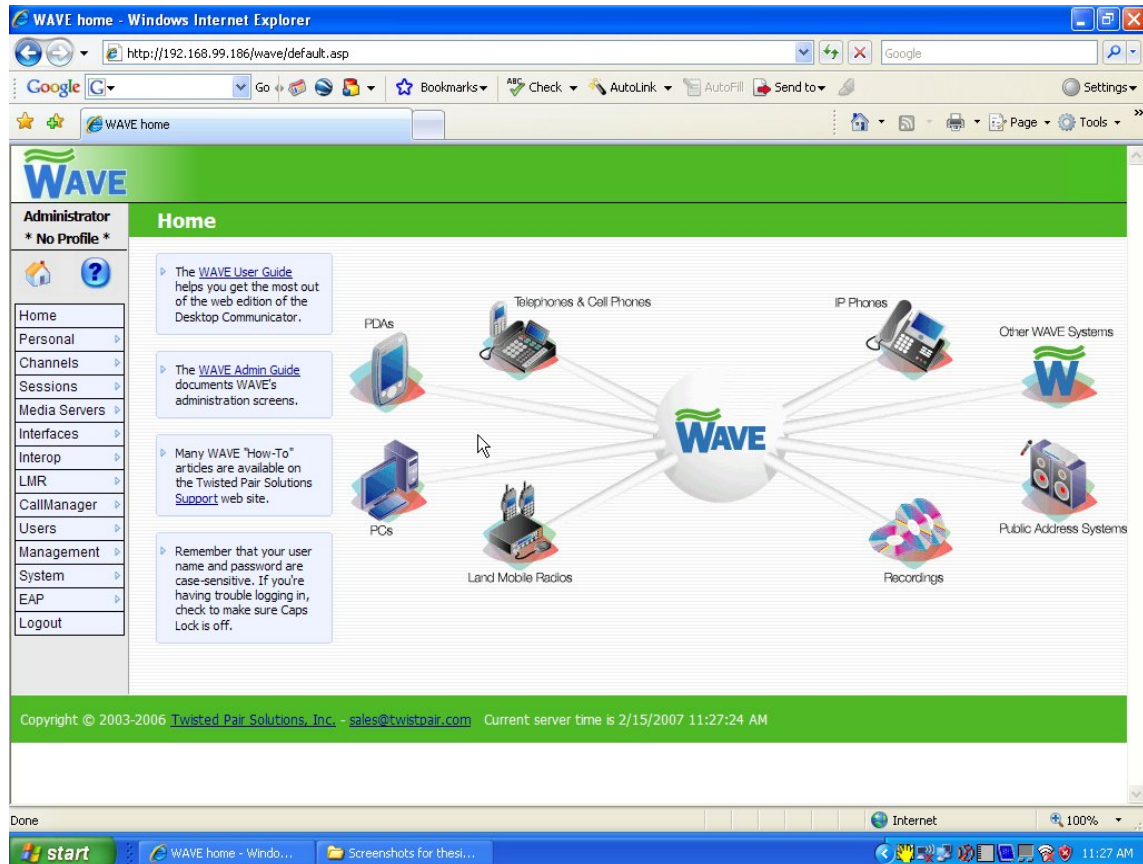 WAVE home - Windows Internet Explorer
http://192.168.99.186/wave/default.asp
Google
Google
G
Go
Bookmarks
ABC
Check
AutoLink
AutoFill
Send to
Settings
WAVE home
Page
Tools
»
WAVE
Administrator
* No Profile *
?
Home
Personal
Channels
Sessions
Media Servers
Interfaces
Interop
LMR
CallManager
Users
Management
System
EAP
Logout
Home
The WAVE User Guide
helps you get the most out
of the web edition of the
Desktop Communicator.
The WAVE Admin Guide
documents WAVE's
administration screens.
Many WAVE "How-To"
articles are available on
the Twisted Pair Solutions
Support web site.
Remember that your user
name and password are
case-sensitive. If you're
having trouble logging in,
check to make sure Caps
Lock is off.
PDAs
Telephones & Cell Phones
IP Phones
Other WAVE Systems
W
WAVE
PCs
Land Mobile Radios
Recordings
Public Address Systems
Copyright © 2003-2006 Twisted Pair Solutions, Inc. - sales@twistpair.com Current server time is 2/15/2007 11:27:24 AM
Done
Internet
100%
start
WAVE home - Windo...
Screenshots for thesi...
11:27 AM